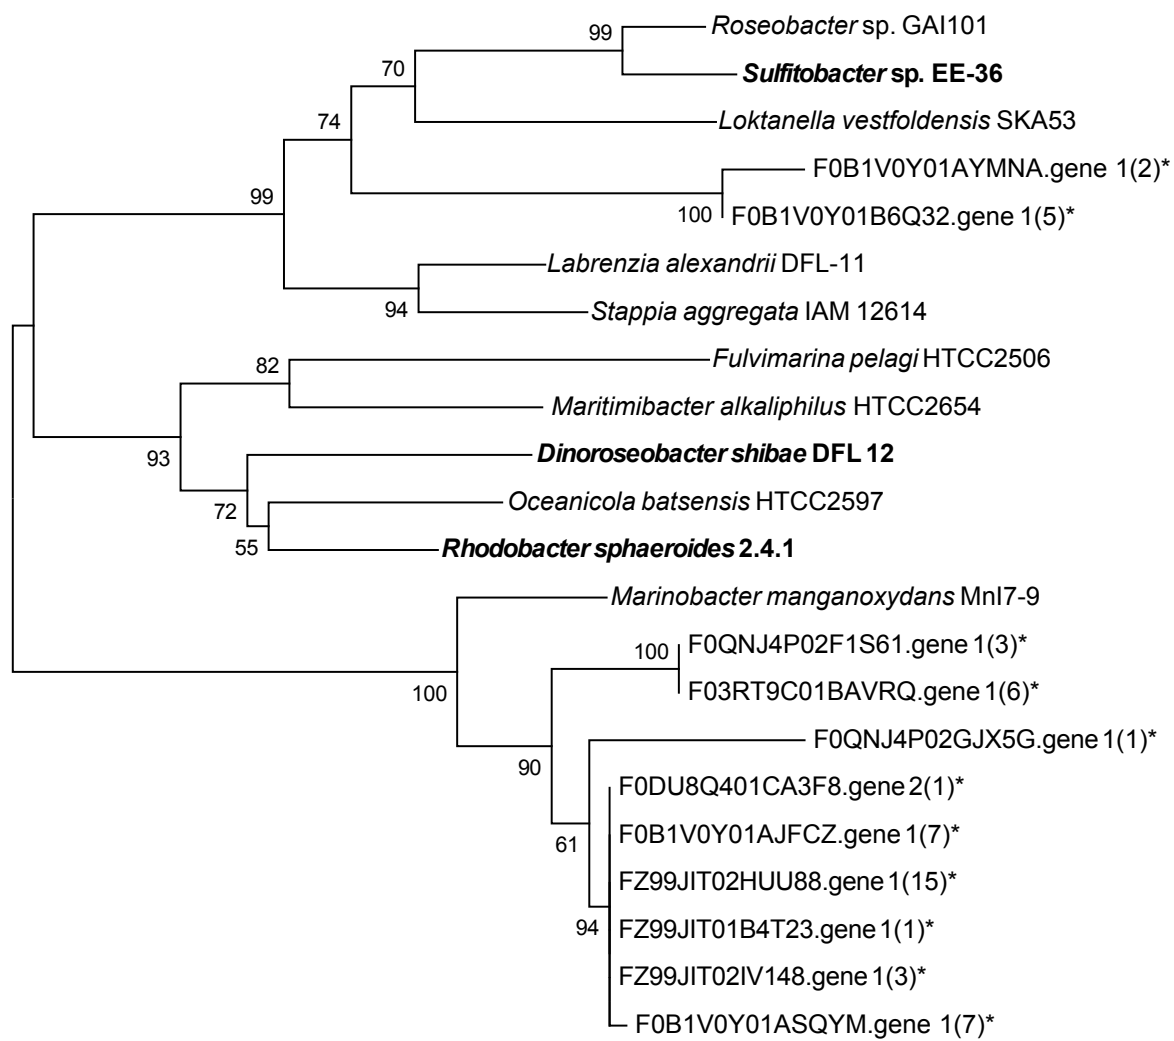 Roseobacter sp. GAI101
99
Sulfitobacter sp. EE-36
70
Loktanella vestfoldensis SKA53
74
F0B1V0Y01AYMNA.gene 1(2)*
99
100
F0B1V0Y01B6Q32.gene 1(5)*
Labrenzia alexandrii DFL-11
94
Stappia aggregata IAM 12614
82
Fulvimarina pelagi HTCC2506
Maritimibacter alkaliphilus HTCC2654
93
Dinoroseobacter shibae DFL 12
72
Oceanicola batsensis HTCC2597
55
Rhodobacter sphaeroides 2.4.1
Marinobacter manganoxydans MnI7-9
100
F0QNJ4P02F1S61.gene 1(3)*
100
F03RT9C01BAVRQ.gene 1(6)*
F0QNJ4P02GJX5G.gene 1(1)*
90
F0DU8Q401CA3F8.gene 2(1)*
F0B1V0Y01AJFCZ.gene 1(7)*
61
FZ99JIT02HUU88.gene 1(15)*
94
FZ99JIT01B4T23.gene 1(1)*
FZ99JIT02IV148.gene 1(3)*
F0B1V0Y01ASQYM.gene 1(7)*